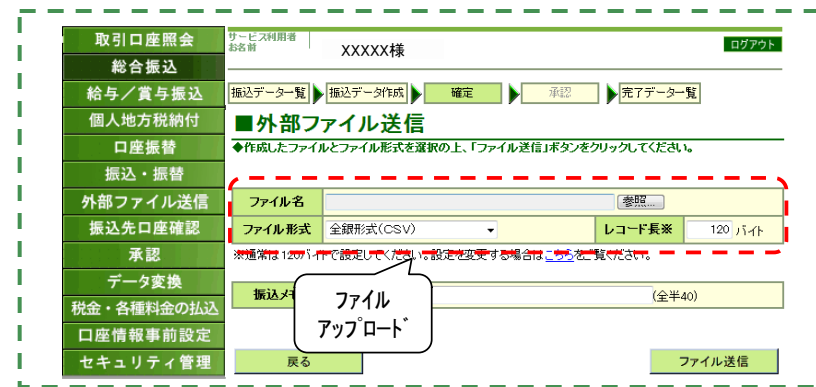 取引口座照会
総合振込
給与／賞与振込
個人地方税納付
口座振替
振込・振替
外部ファイル送信
振込先口座確認
承認
データ変換
税金・各種料金の払込
口座情報事前設定
セキュリティ管理
サービス利用者
お名前
XXXXX様
ログアウト
振込データ一覧 振込データ作成 確定 承認 完了データ一覧
■外部ファイル送信
◆作成したファイルとファイル形式を選択の上、「ファイル送信」ボタンをクリックしてください。
ファイル名 参照...
ファイル形式 全銀形式(CSV) レコード長※ 120 バイト
※通常は120バイトで設定してください。設定を変更する場合はこちらをご覧ください。
振込メモ (全半40)
ファイル
アップロード
戻る ファイル送信